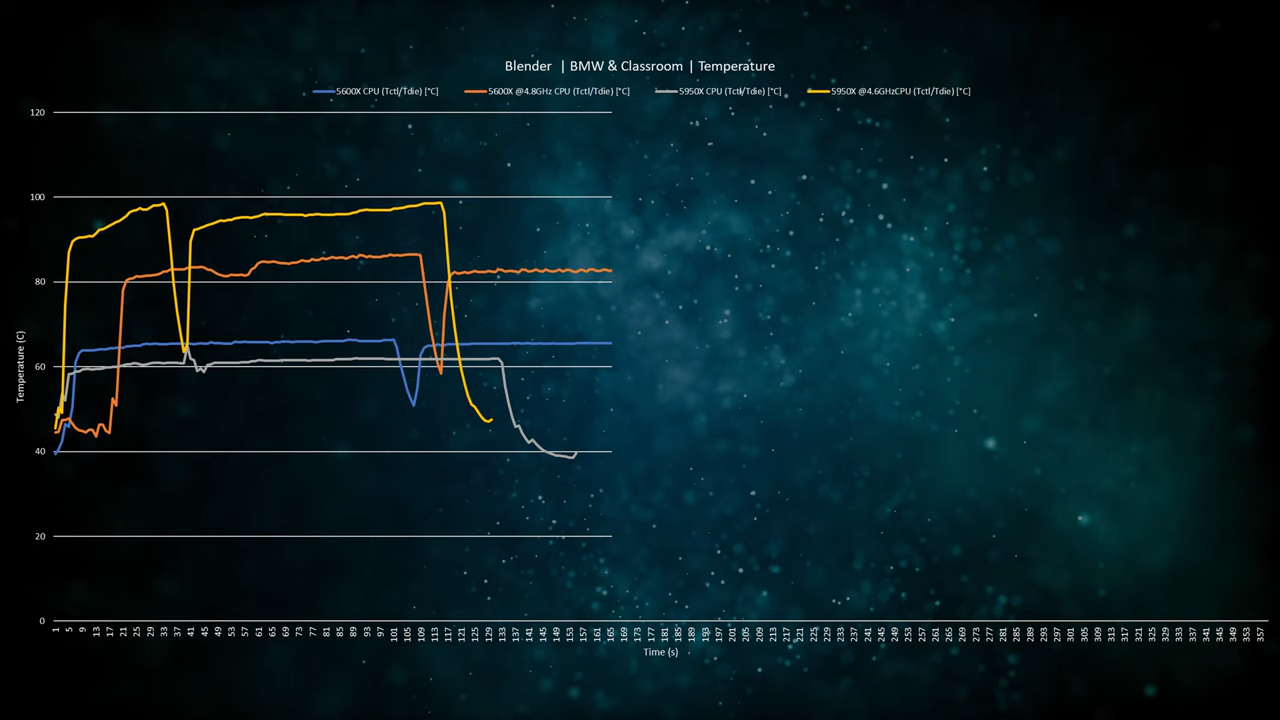 Blender | BMW & Classroom | Temperature
5600X CPU (Tctl/Tdie) [°C] 5600X @4.8GHz CPU (Tctl/Tdie) [°C] 5950X CPU (Tctl/Tdie) [°C] 5950X @4.6GHzCPU (Tctl/Tdie) [°C]
120
100
80
60
40
20
0
Temperature (C)
1 5 9 13 17 21 25 29 33 37 41 45 49 53 57 61 65 69 73 77 81 85 89 93 97 101 105 109 113 117 121 125 129 133 137 141 145 149 153 157 161 165 169 173 177 181 185 189 193 197 201 205 209 213 217 221 225 229 233 237 241 245 249 253 257 261 265 269 273 277 281 285 289 293 297 301 305 309 313 317 321 325 329 333 337 341 345 349 353 357
Time (s)